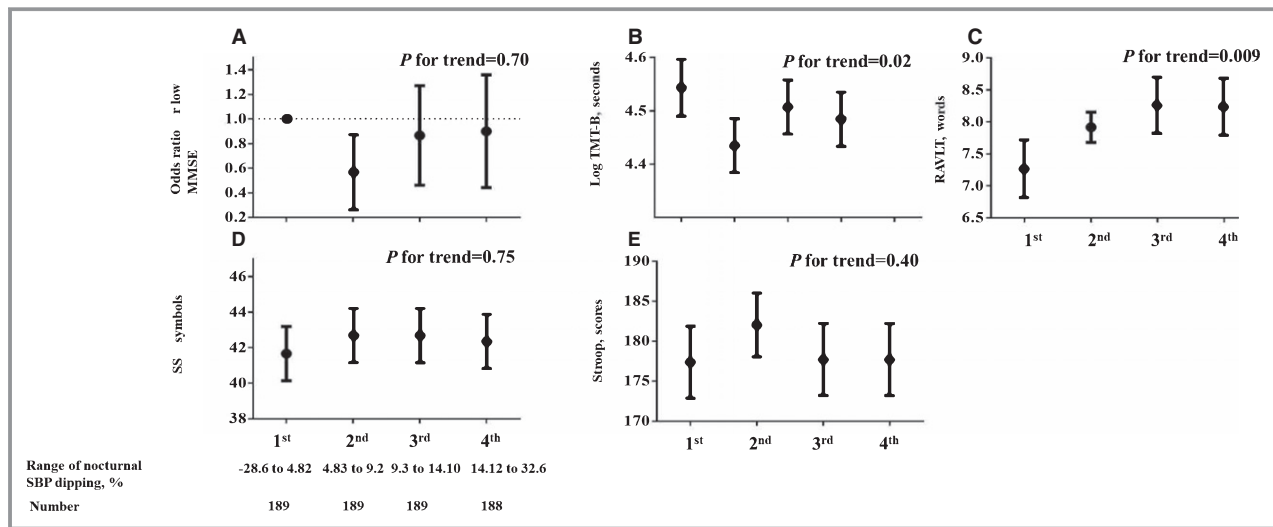 A
P for trend=0.70
Odds ratio r low
MMSE
1.4
1.2
1.0
0.8
0.6
0.4
0.2
B
P for trend=0.02
Log TMT-B, seconds
4.6
4.5
4.4
C
P for trend=0.009
RAVLT, words
9.0
8.5
8.0
7.5
7.0
6.5
1st 2nd 3rd 4th
D
P for trend=0.75
SS symbols
46
44
42
40
38
1st 2nd 3rd 4th
E
P for trend=0.40
Stroop, scores
190
185
180
175
170
1st 2nd 3rd 4th
Range of nocturnal
SBP dipping, %
-28.6 to 4.82 4.83 to 9.2 9.3 to 14.10 14.12 to 32.6
Number 189 189 189 188